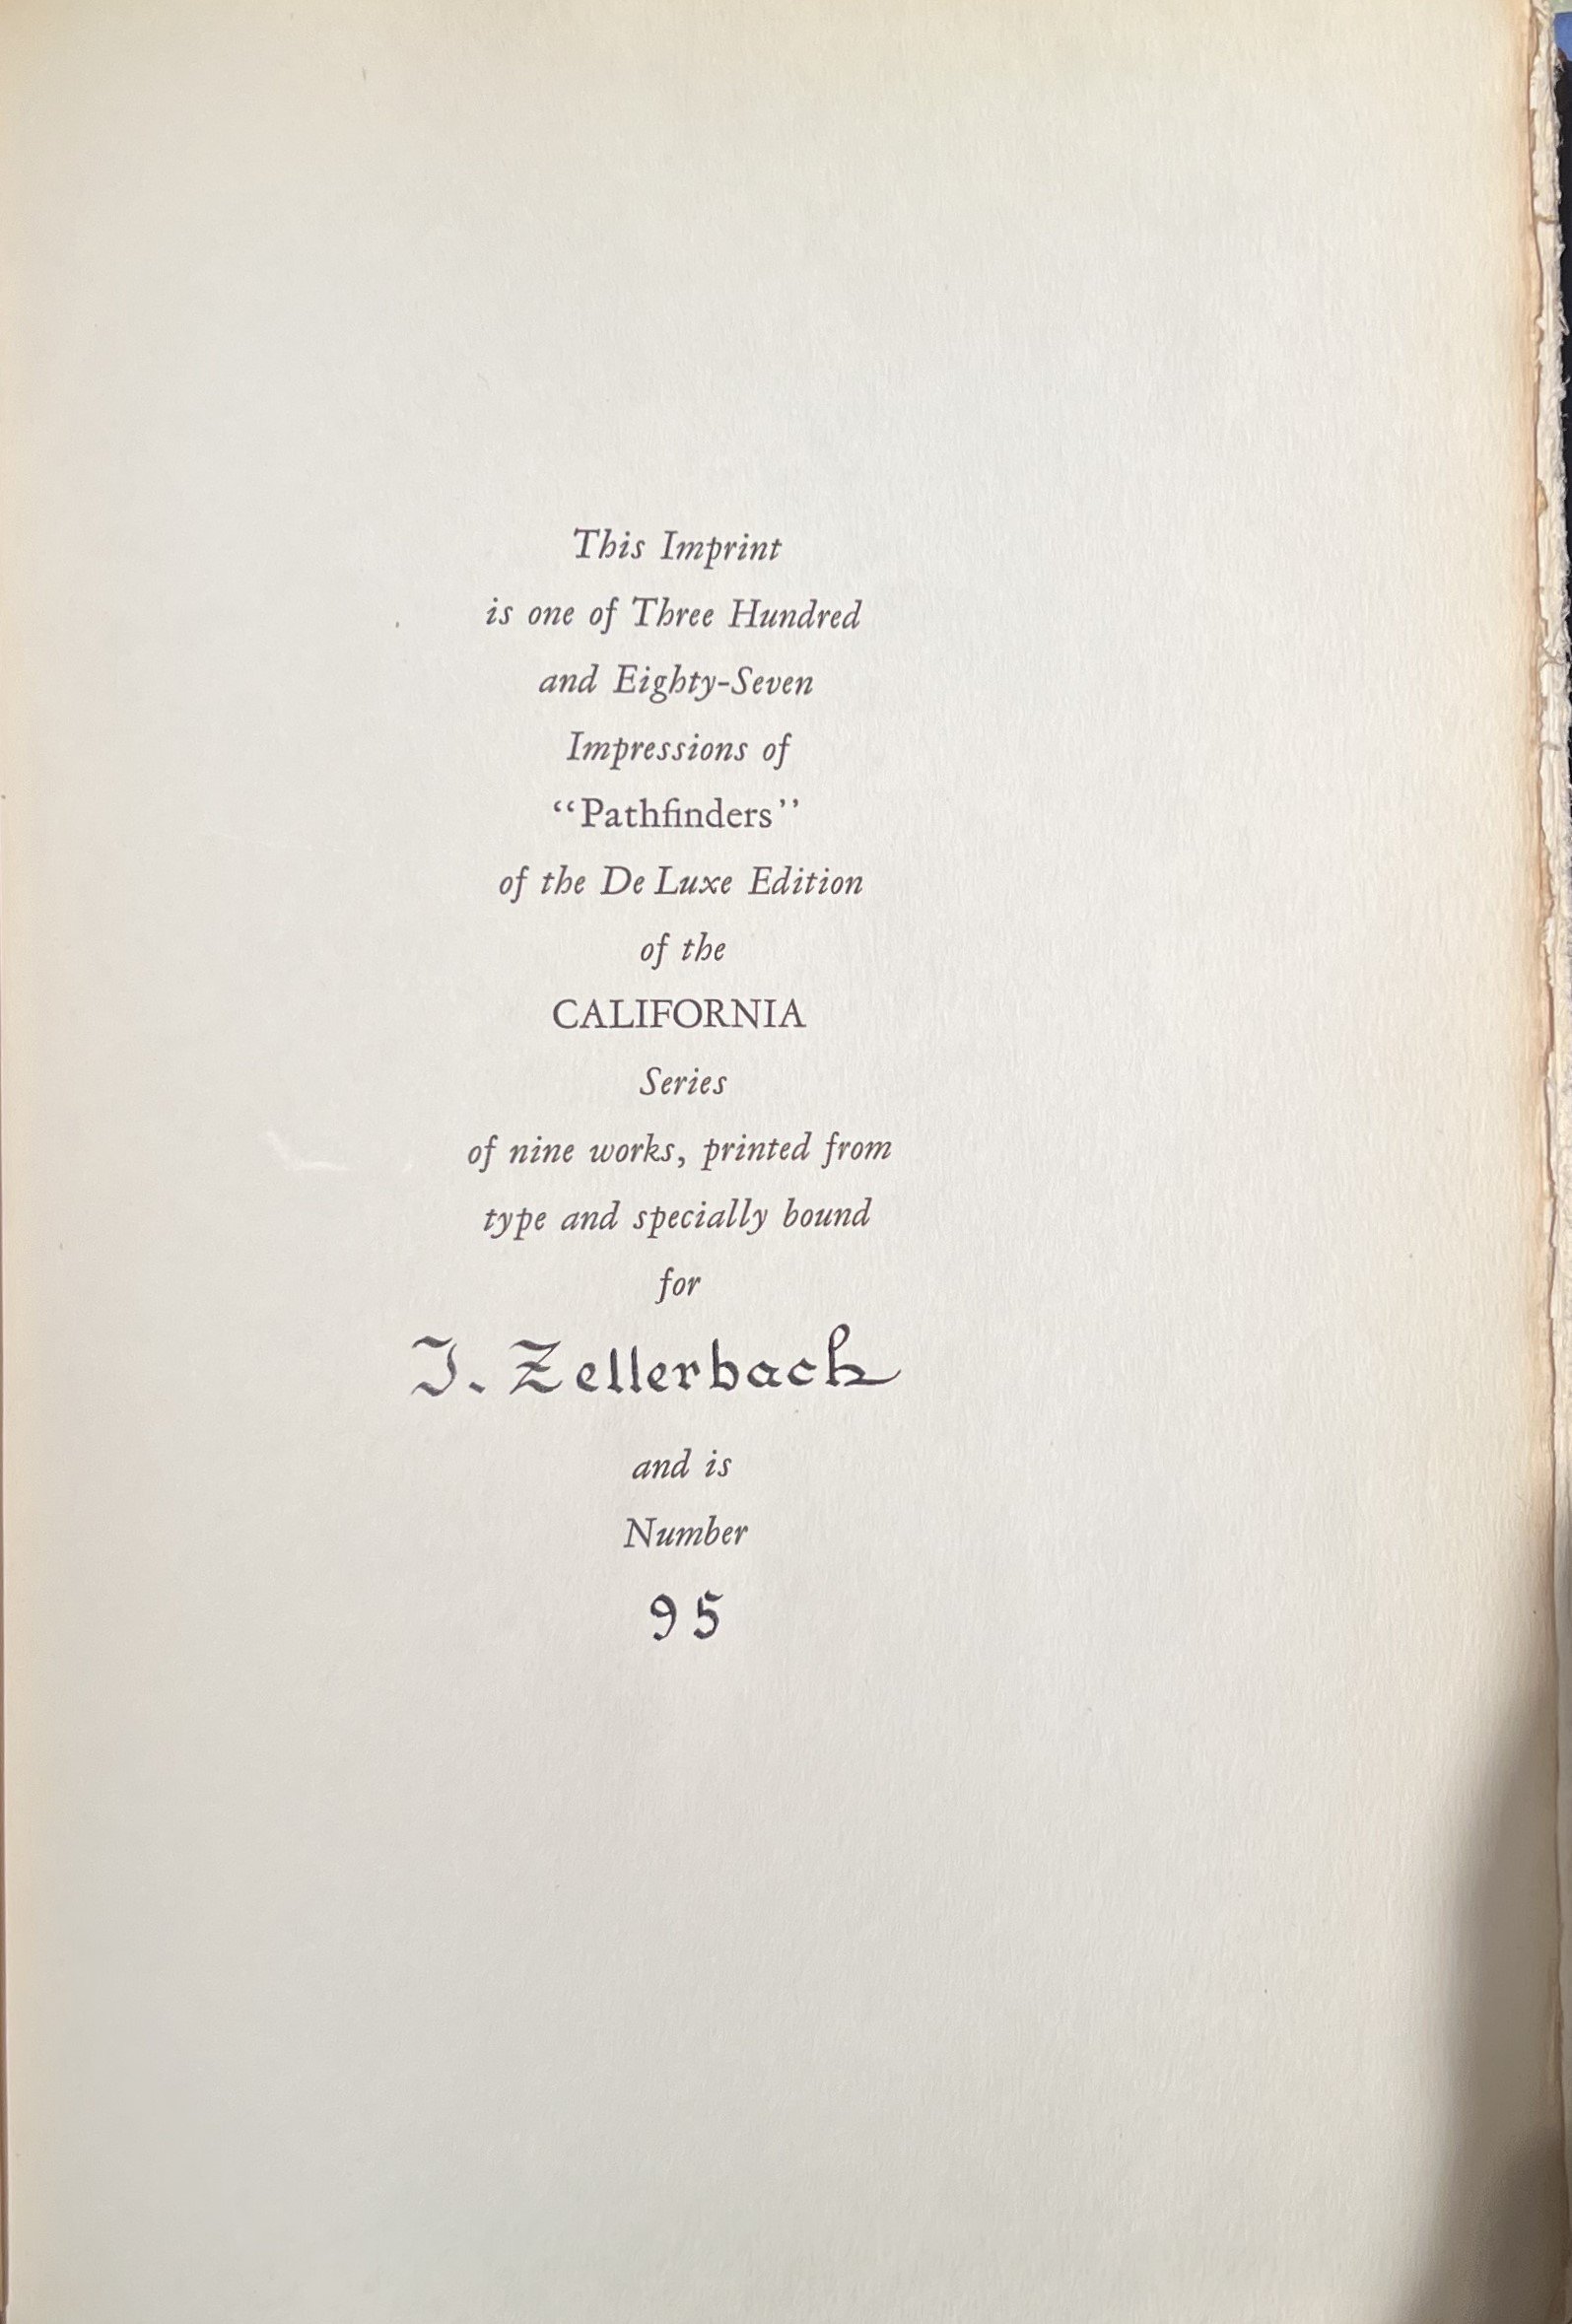 This Imprint
is one of Three Hundred
and Eighty-Seven
Impressions of
“Pathfinders”
of the De Luxe Edition
of the
CALIFORNIA
Series
of nine works, printed from
type and specially bound
for
I. Zellerbach
and is
Number
95